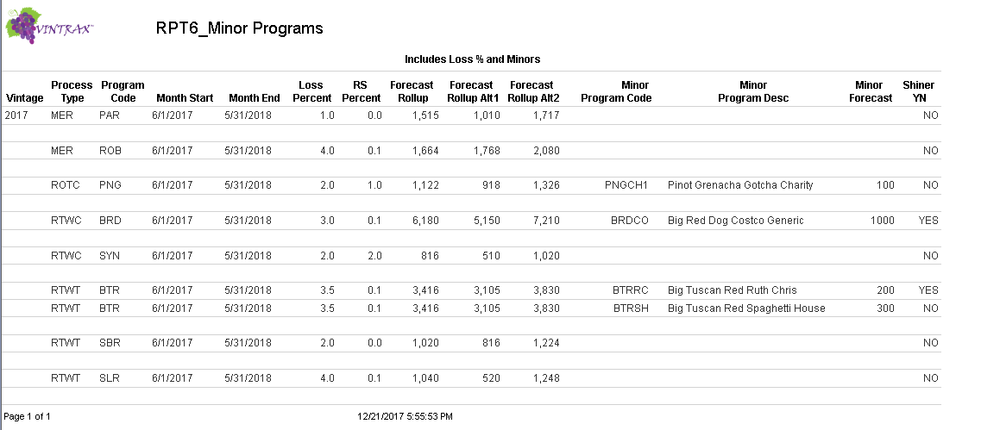 VINTRAX
RPT6_Minor Programs
Includes Loss % and Minors
Process Program Loss RS Forecast Forecast Forecast Minor Minor Minor Shiner
Vintage Type Code Month Start Month End Percent Percent Rollup Rollup Alt1 Rollup Alt2 Program Code Program Desc Forecast YN
2017 MER PAR 6/1/2017 5/31/2018 1.0 0.0 1,515 1,010 1,717 NO
MER ROB 6/1/2017 5/31/2018 4.0 0.1 1,664 1,768 2,080 NO
ROTC PNG 6/1/2017 5/31/2018 2.0 1.0 1,122 918 1,326 PNGCH1 Pinot Grenacha Gotcha Charity 100 NO
RTWC BRD 6/1/2017 5/31/2018 3.0 0.1 6,180 5,150 7,210 BRDCO Big Red Dog Costco Generic 1000 YES
RTWC SYN 6/1/2017 5/31/2018 2.0 2.0 816 510 1,020 NO
RTWT BTR 6/1/2017 5/31/2018 3.5 0.1 3,416 3,105 3,830 BTRRC Big Tuscan Red Ruth Chris 200 YES
RTWT BTR 6/1/2017 5/31/2018 3.5 0.1 3,416 3,105 3,830 BTRSH Big Tuscan Red Spaghetti House 300 NO
RTWT SBR 6/1/2017 5/31/2018 2.0 0.0 1,020 816 1,224 NO
RTWT SLR 6/1/2017 5/31/2018 4.0 0.1 1,040 520 1,248 NO
Page 1 of 1 12/21/2017 5:55:53 PM